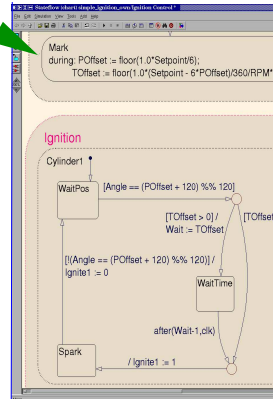 Stateflow (chart) simple_ignition_own/Ignition Control *
File Edit Simulation View Tools Add Help
Mark
during: POffset := floor(1.0*Setpoint/6);
TOffset := floor(1.0*(Setpoint - 6*POffset)/360/RPM*
Ignition
Cylinder1
WaitPos
[Angle == (POffset + 120) %% 120]
[TOffset > 0] /
Wait := TOffset
[TOffset
[!(Angle == (POffset + 120) %% 120)] /
Ignite1 := 0
WaitTime
after(Wait-1,clk)
Spark
/ Ignite1 := 1